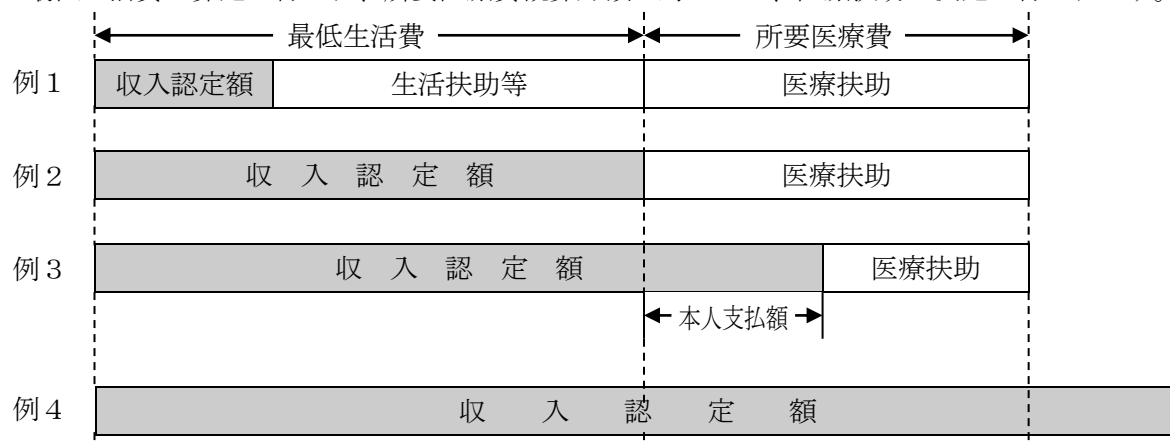 最低生活費 所要医療費
例１ 収入認定額 生活扶助等 医療扶助
例２ 収入認定額 医療扶助
例３ 収入認定額 医療扶助
本人支払額
例４ 収入認定額